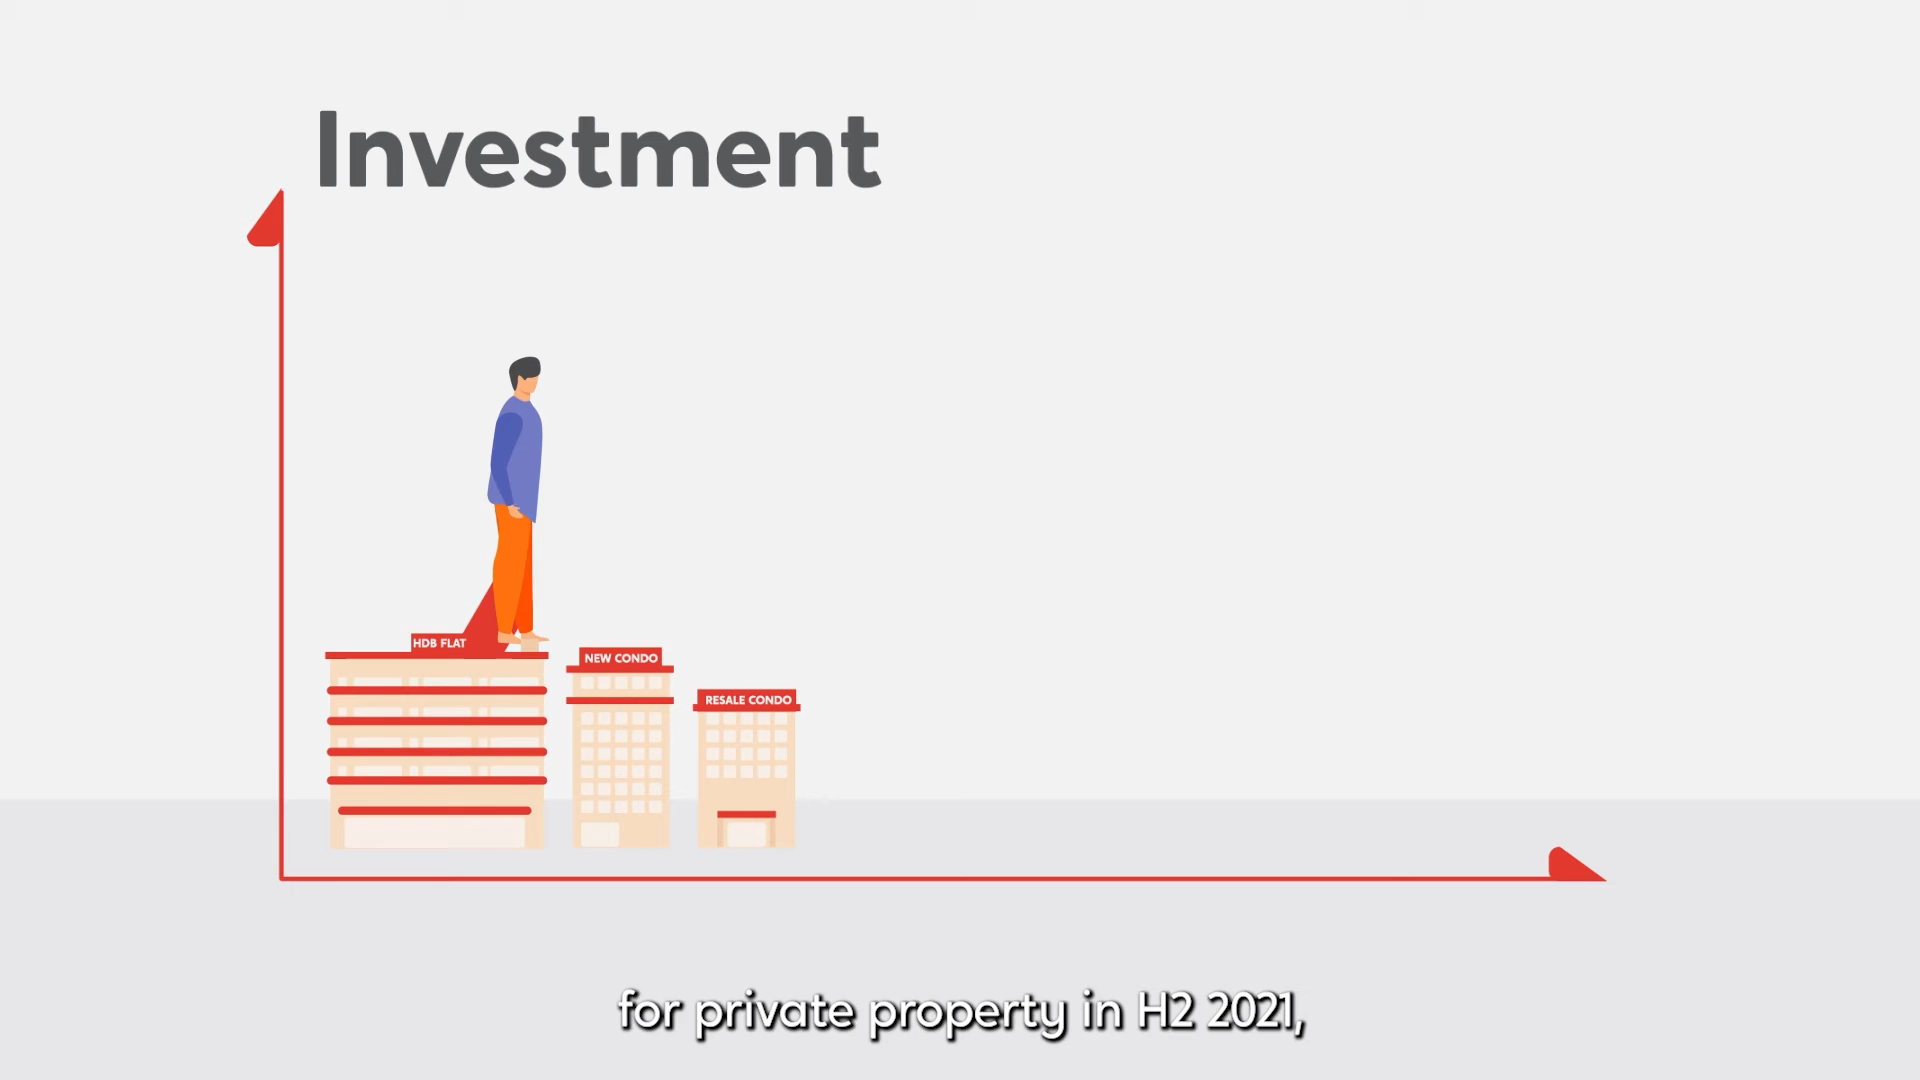 Investment
HDB FLAT
NEW CONDO
RESALE CONDO
for private property in H2 2021,